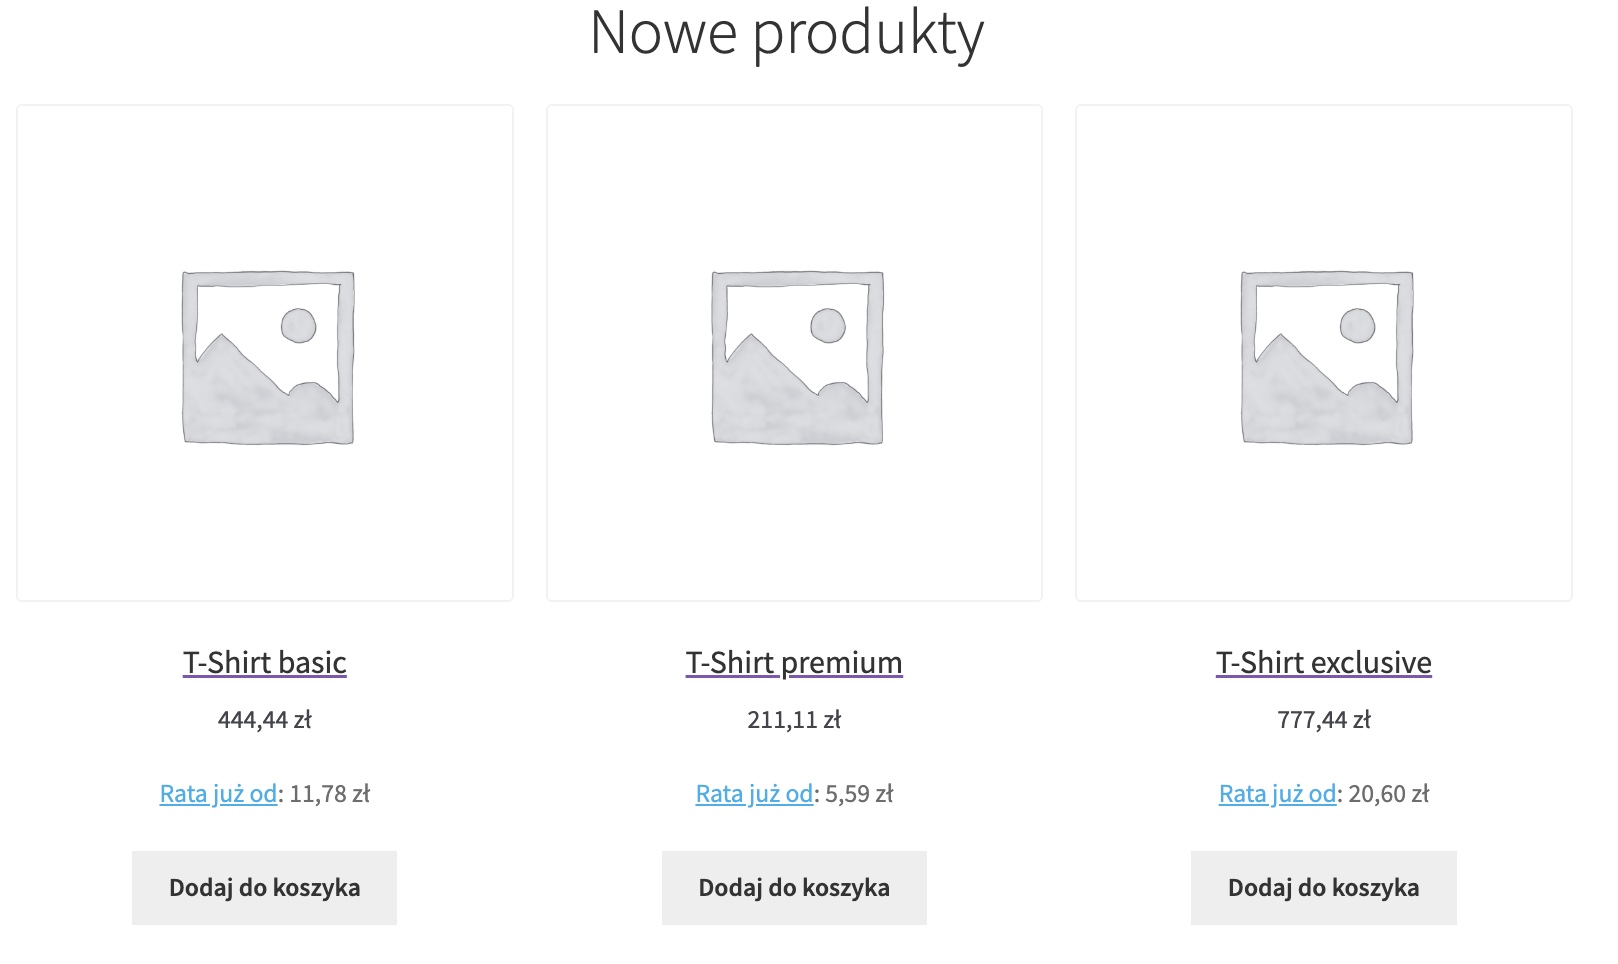 Nowe produkty
T-Shirt basic
444,44 zł
Rata już od: 11,78 zł
Dodaj do koszyka
T-Shirt premium
211,11 zł
Rata już od: 5,59 zł
Dodaj do koszyka
T-Shirt exclusive
777,44 zł
Rata już od: 20,60 zł
Dodaj do koszyka